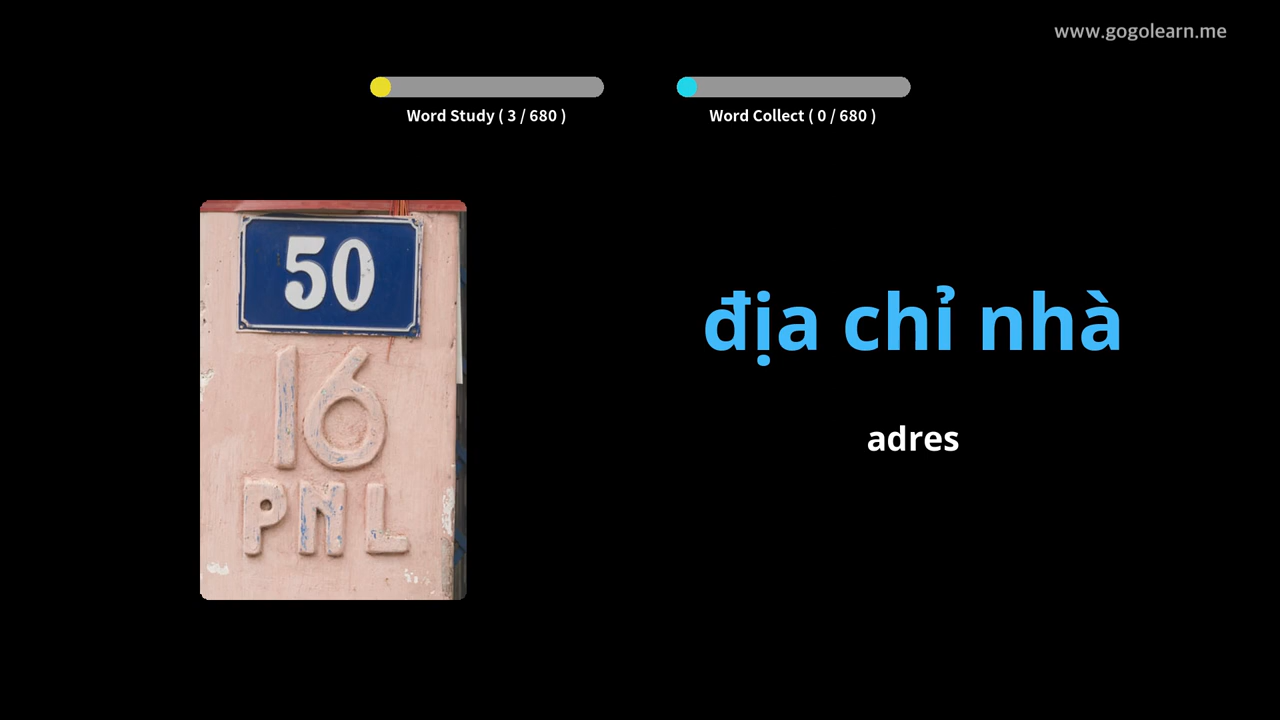 www.gogolearn.me
Word Study ( 3 / 680 )
Word Collect ( 0 / 680 )
50
16
PNL
địa chỉ nhà
adres